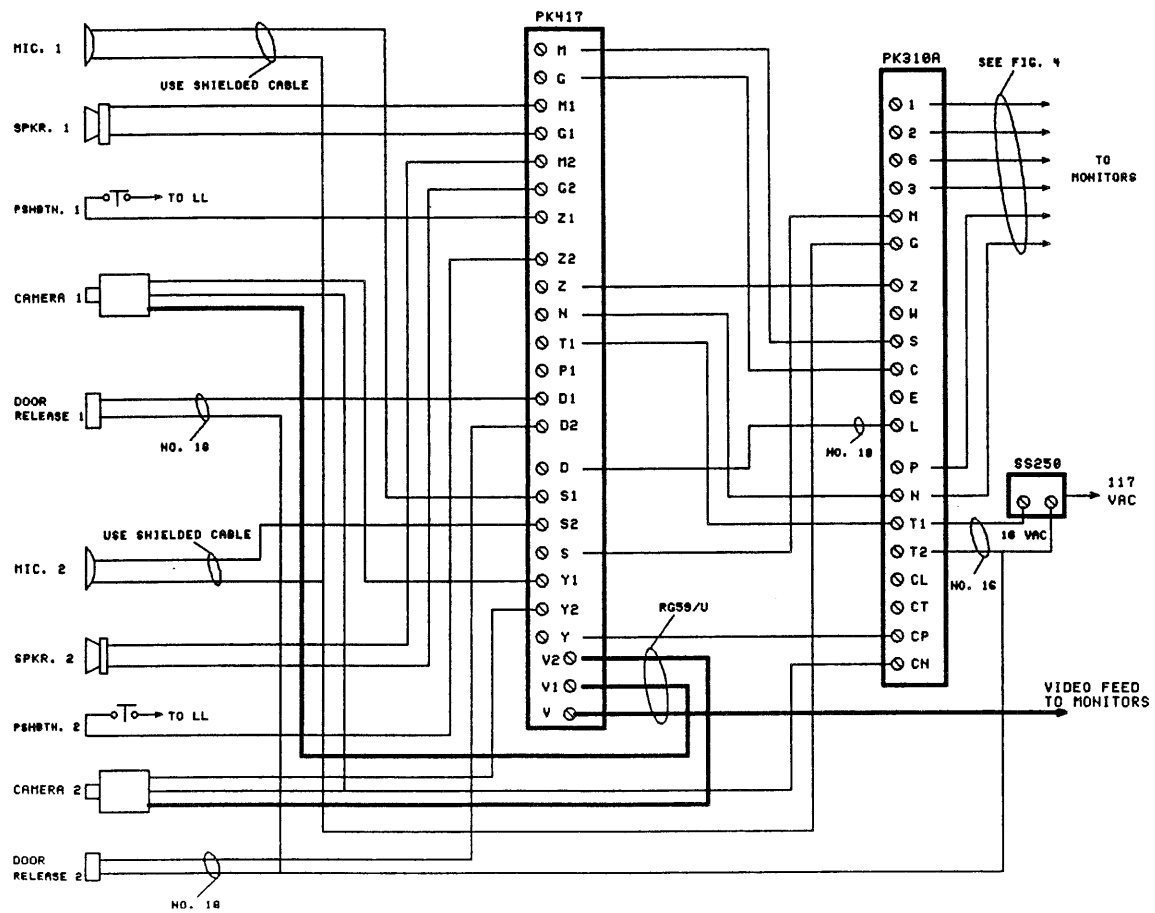 PK417
MIC. 1
USE SHIELDED CABLE
SPKR. 1
PSHBTN. 1
TO LL
CAMERA 1
DOOR
RELEASE 1
NO. 18
MIC. 2
USE SHIELDED CABLE
SPKR. 2
PSHBTN. 2
TO LL
CAMERA 2
DOOR
RELEASE 2
NO. 18
M
G
M1
G1
M2
G2
Z1
Z2
Z
N
T1
P1
D1
D2
D
S1
S2
S
Y1
Y2
Y
V2
V1
V
RG59/U
PK310A
SEE FIG. 4
1
2
6
3
M
G
Z
W
S
C
E
L
P
N
T1
T2
CL
CT
CP
CN
NO. 18
TO
MONITORS
SS250
117
VAC
16 VAC
NO. 16
VIDEO FEED
TO MONITORS